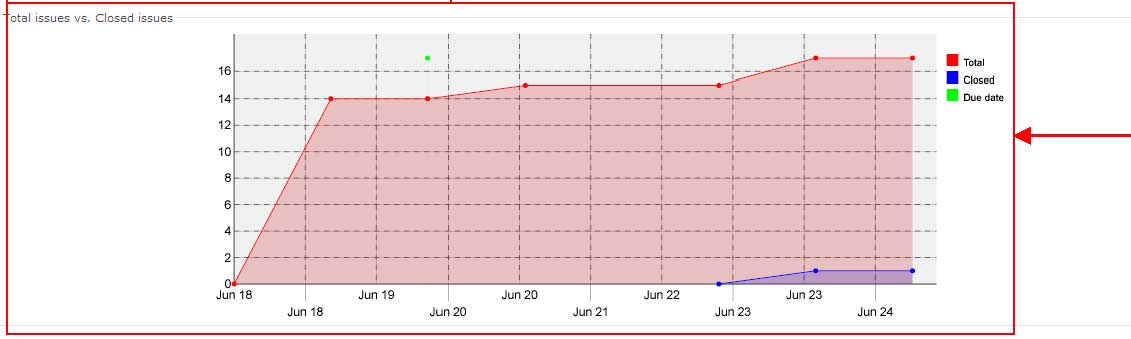 Total issues vs. Closed issues
Total
Closed
Due date
16
14
12
10
8
6
4
2
0
Jun 18 Jun 19 Jun 20 Jun 22 Jun 23
Jun 18 Jun 20 Jun 21 Jun 23 Jun 24